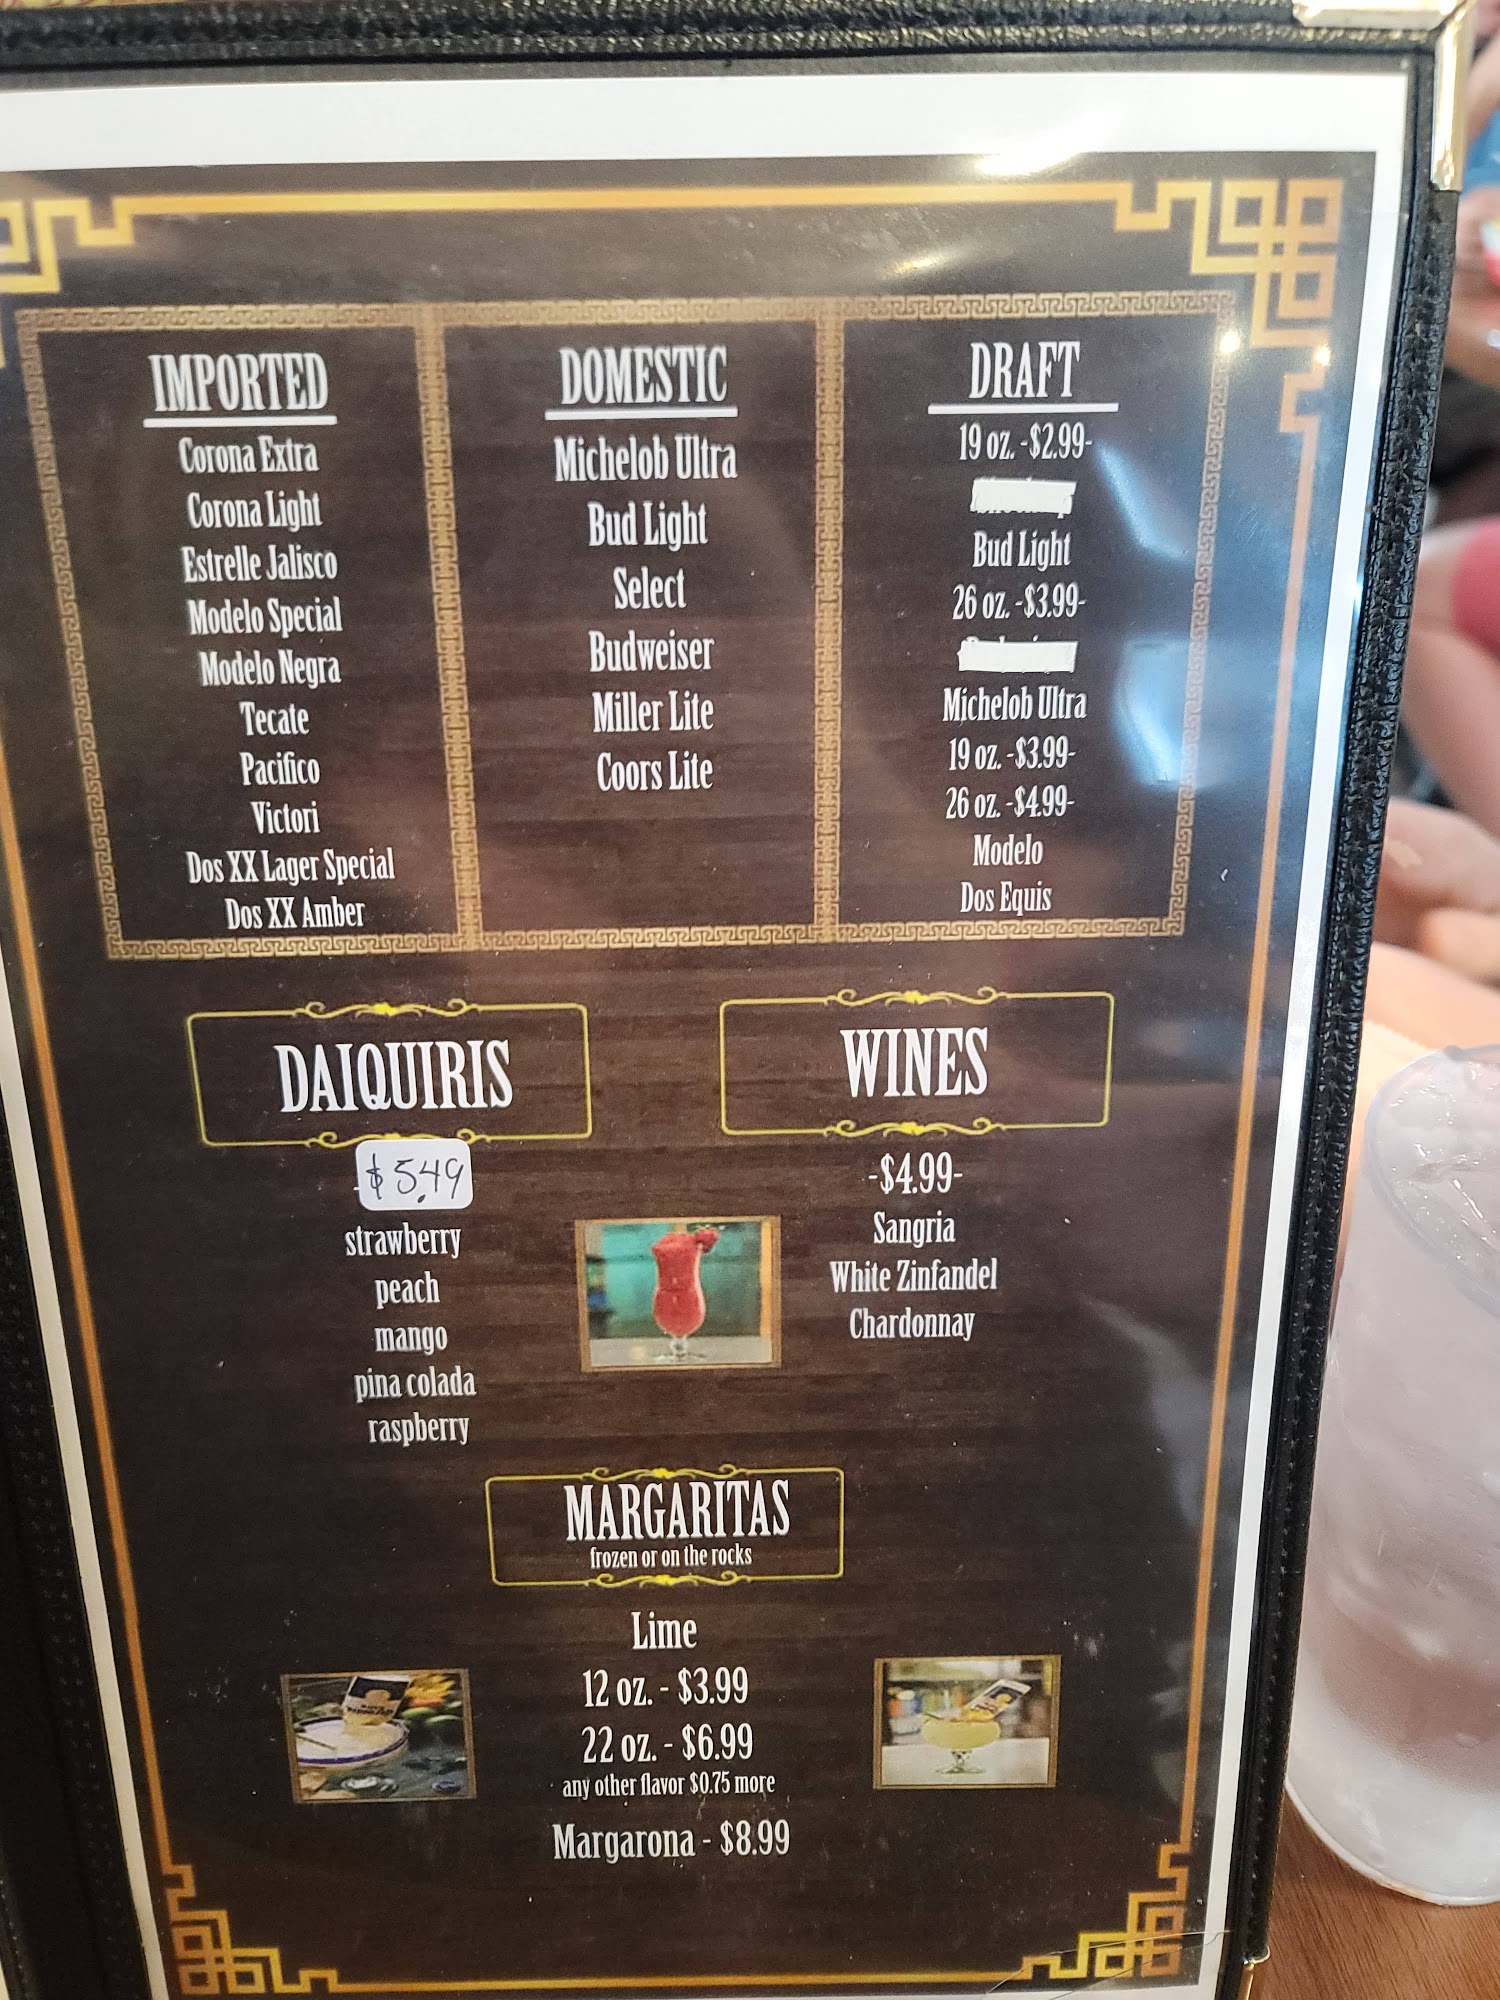 IMPORTED
Corona Extra
Corona Light
Estrelle Jalisco
Modelo Special
Modelo Negra
Tecate
Pacifico
Victori
Dos XX Lager Special
Dos XX Amber
DOMESTIC
Michelob Ultra
Bud Light
Select
Budweiser
Miller Lite
Coors Lite
DRAFT
19 oz. -$2.99-
Bud Light
26 oz. -$3.99-
Michelob Ultra
19 oz. -$3.99-
26 oz. -$4.99-
Modelo
Dos Equis
DAIQUIRIS
$5.49
strawberry
peach
mango
pina colada
raspberry
WINES
-$4.99-
Sangria
White Zinfandel
Chardonnay
MARGARITAS
frozen or on the rocks
Lime
12 oz. - $3.99
22 oz. - $6.99
any other flavor $0.75 more
Margarona - $8.99